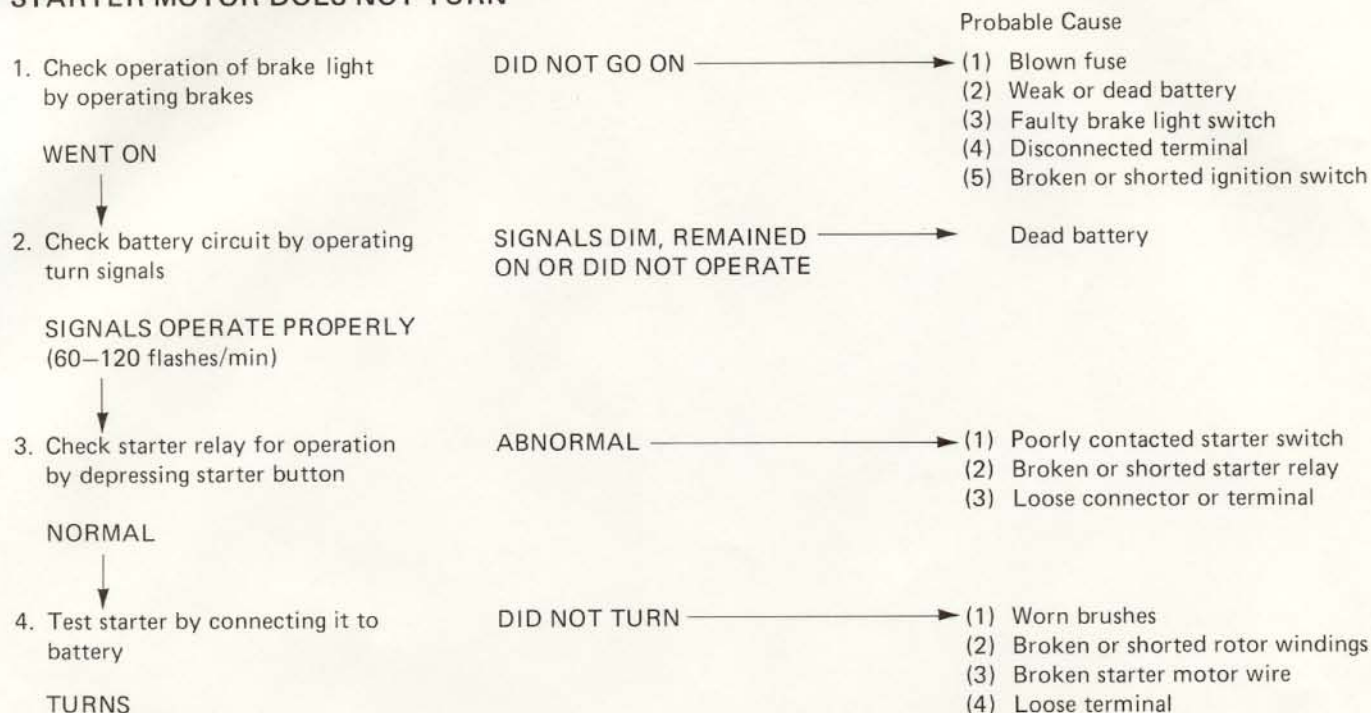 STARTER MOTOR DOES NOT TURN
Probable Cause
1. Check operation of brake light
by operating brakes
DID NOT GO ON
(1) Blown fuse
(2) Weak or dead battery
(3) Faulty brake light switch
(4) Disconnected terminal
(5) Broken or shorted ignition switch
WENT ON
2. Check battery circuit by operating
turn signals
SIGNALS DIM, REMAINED
ON OR DID NOT OPERATE
Dead battery
SIGNALS OPERATE PROPERLY
(60–120 flashes/min)
3. Check starter relay for operation
by depressing starter button
ABNORMAL
(1) Poorly contacted starter switch
(2) Broken or shorted starter relay
(3) Loose connector or terminal
NORMAL
4. Test starter by connecting it to
battery
DID NOT TURN
(1) Worn brushes
(2) Broken or shorted rotor windings
(3) Broken starter motor wire
(4) Loose terminal
TURNS